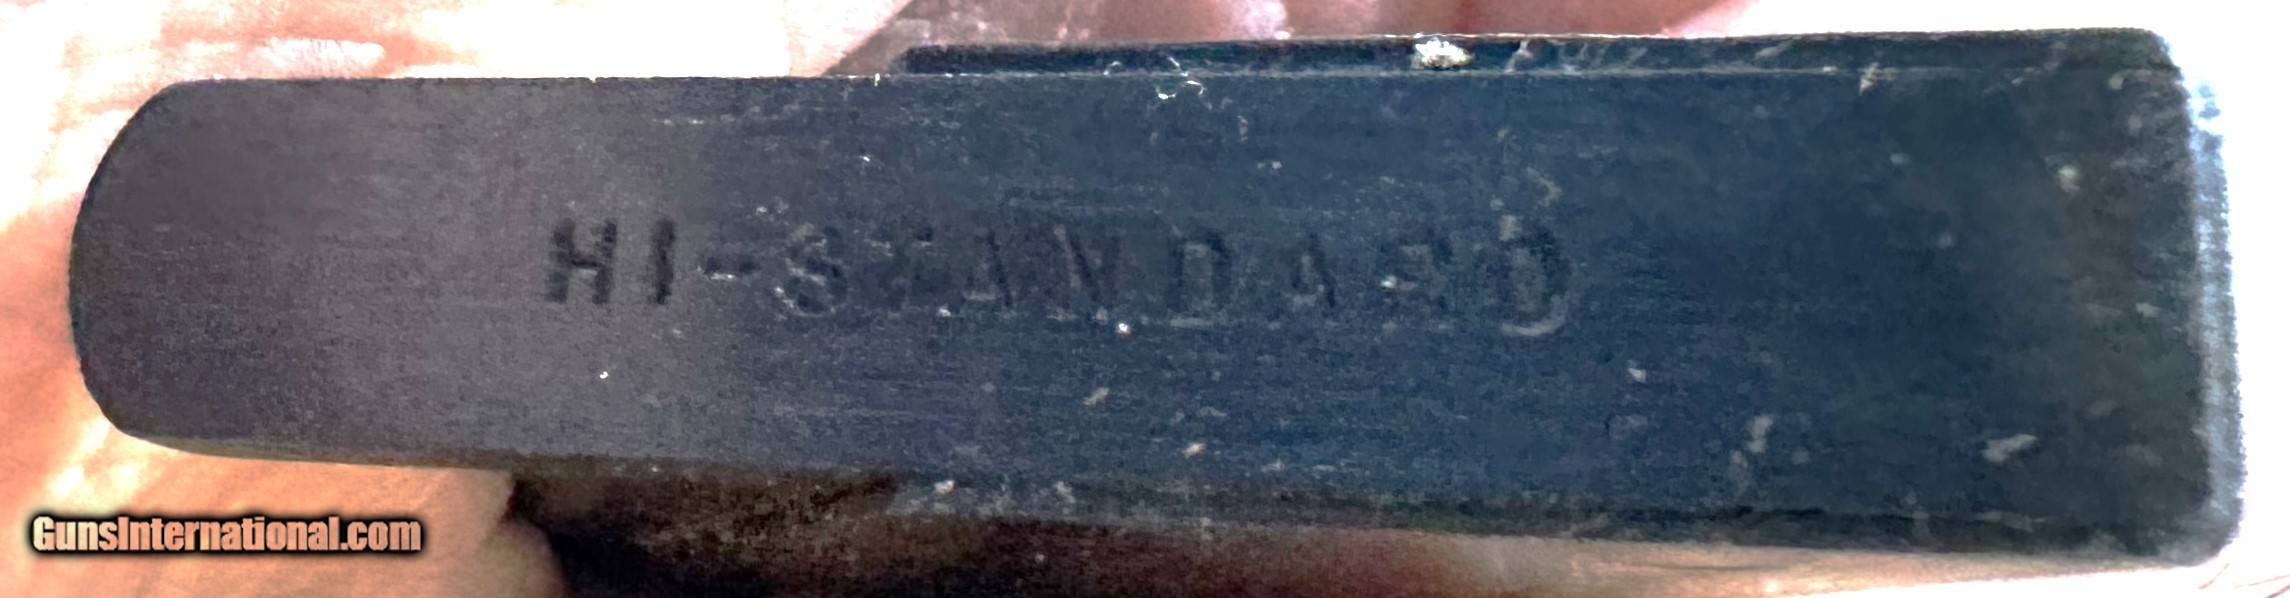 HI-STANDARD
GunsInternational.com